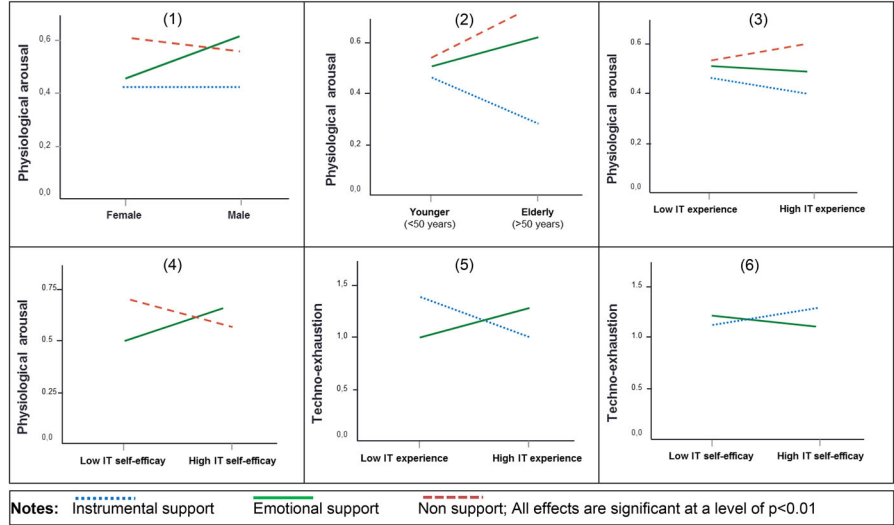 (1)
Physiological arousal
0,6
0,4
0,2
0,0
Female Male
(2)
Physiological arousal
0.6
0.4
0.2
0.0
Younger Elderly
(<50 years) (>50 years)
(3)
Physiological arousal
0.6
0.4
0.2
0.0
Low IT experience High IT experience
(4)
Physiological arousal
0.75
0.5
0.25
0.0
Low IT self-efficay High IT self-efficay
(5)
Techno-exhaustion
1,5
1.0
0,5
0,0
Low IT experience High IT experience
(6)
Techno-exhaustion
1.5
1.0
0.5
0.0
Low IT self-efficay High IT self-efficay
Notes: Instrumental support Emotional support Non support; All effects are significant at a level of p<0.01